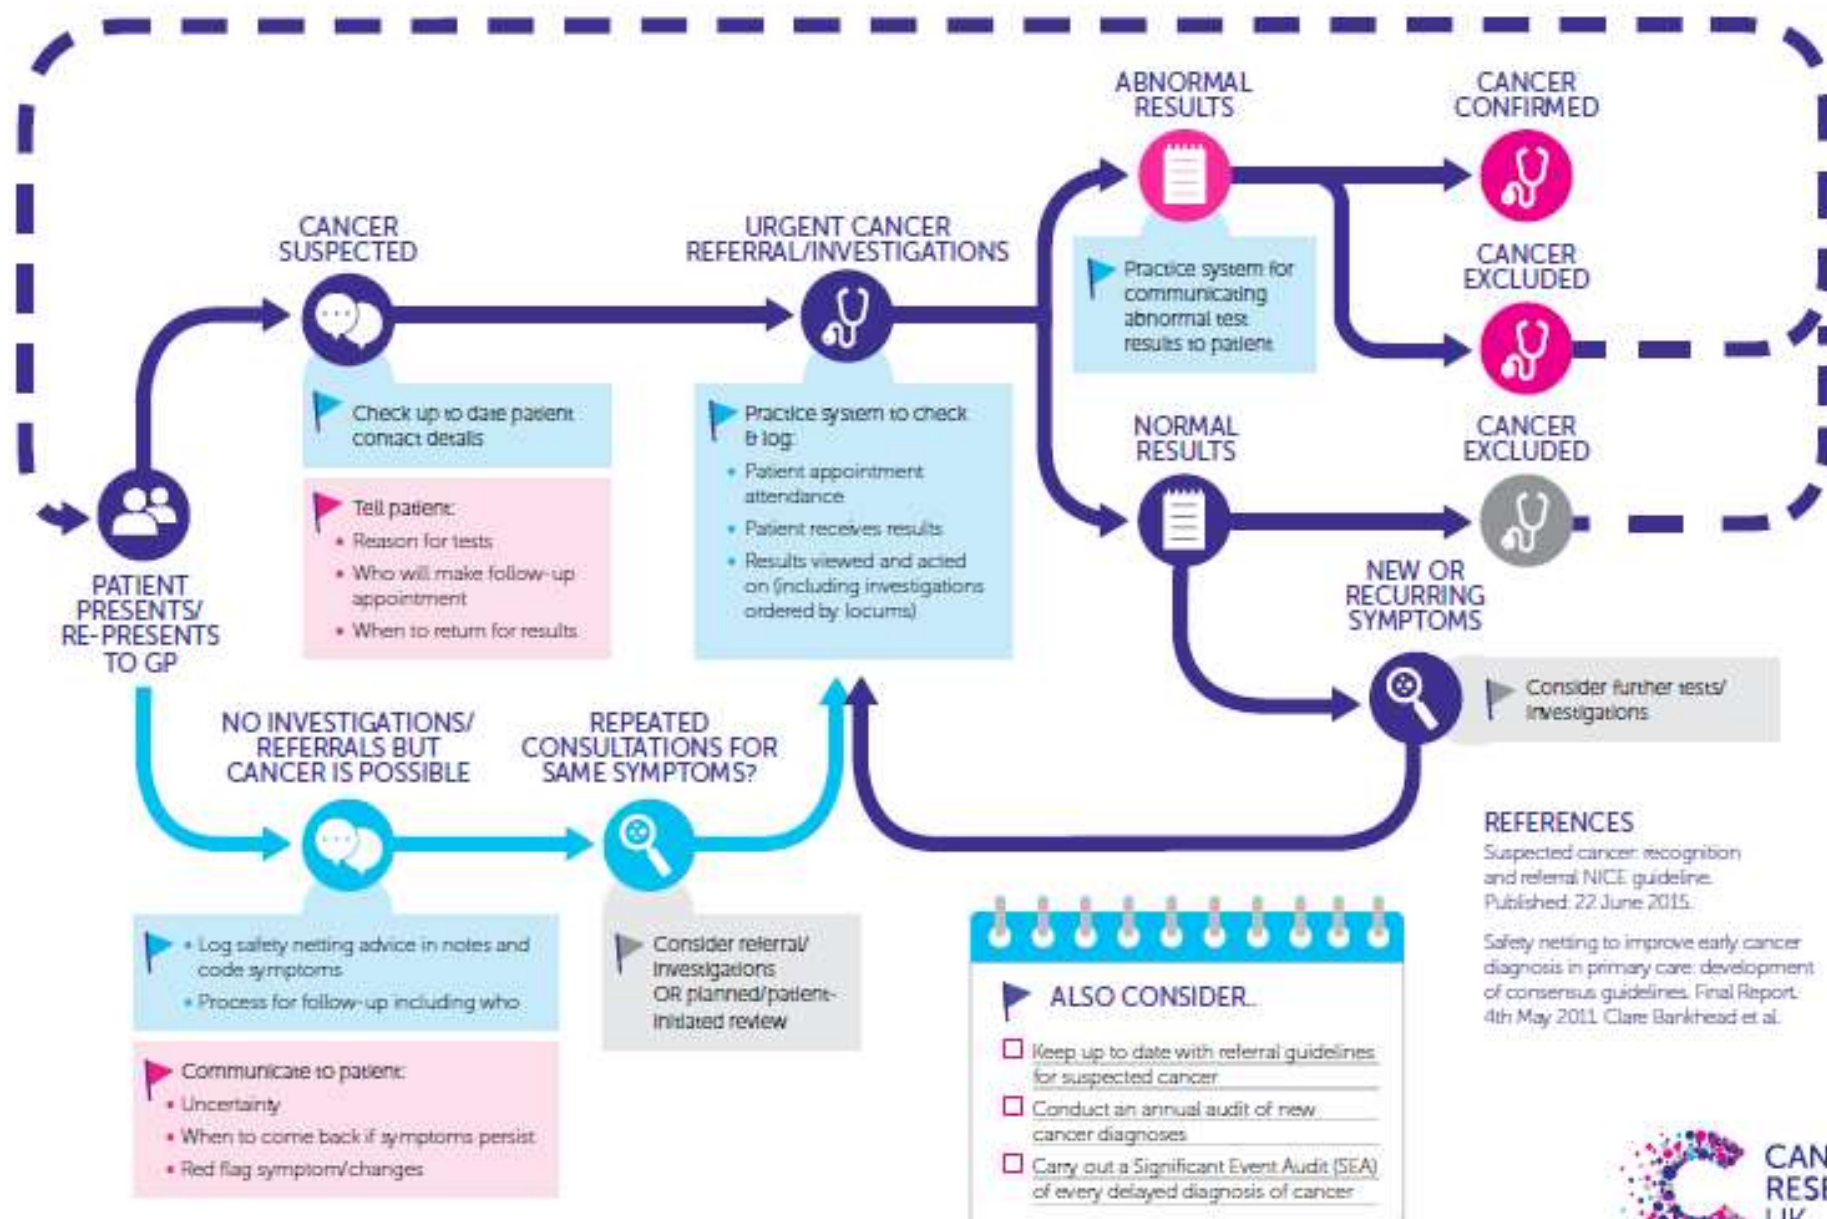 ABNORMAL
RESULTS
CANCER
CONFIRMED
CANCER
SUSPECTED
URGENT CANCER
REFERRAL/INVESTIGATIONS
CANCER
EXCLUDED
Practice system for
communicating
abnormal test
results to patient
Check up to date patient
contact details
Tell patient:
• Reason for tests
• Who will make follow-up
appointment
• When to return for results
Practice system to check
& log:
• Patient appointment
attendance
• Patient receives results
• Results viewed and acted
on (including investigations
ordered by locums)
NORMAL
RESULTS
CANCER
EXCLUDED
PATIENT
PRESENTS/
RE-PRESENTS
TO GP
NEW OR
RECURRING
SYMPTOMS
Consider further tests/
investigations
NO INVESTIGATIONS/
REFERRALS BUT
CANCER IS POSSIBLE
REPEATED
CONSULTATIONS FOR
SAME SYMPTOMS?
• Log safety netting advice in notes and
code symptoms
• Process for follow-up including who
Communicate to patient:
• Uncertainty
• When to come back if symptoms persist
• Red flag symptom/changes
Consider referral/
investigations
OR planned/patient-
initiated review
ALSO CONSIDER..
Keep up to date with referral guidelines
for suspected cancer
Conduct an annual audit of new
cancer diagnoses
Carry out a Significant Event Audit (SEA)
of every delayed diagnosis of cancer
REFERENCES
Suspected cancer: recognition
and referral NICE guideline.
Published: 22 June 2015.
Safety netting to improve early cancer
diagnosis in primary care: development
of consensus guidelines. Final Report.
4th May 2011. Clare Bankhead et al.
CAN
RESE
UK